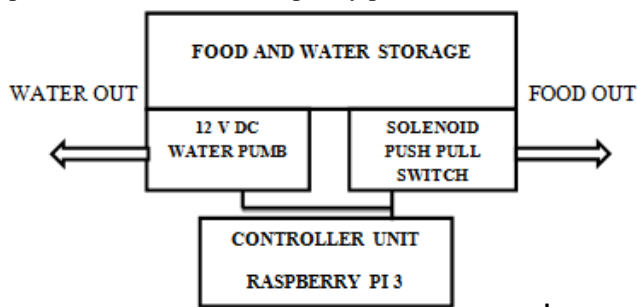 FOOD AND WATER STORAGE
WATER OUT
FOOD OUT
12 V DC
WATER PUMB
SOLENOID
PUSH PULL
SWITCH
CONTROLLER UNIT
RASPBERRY PI 3